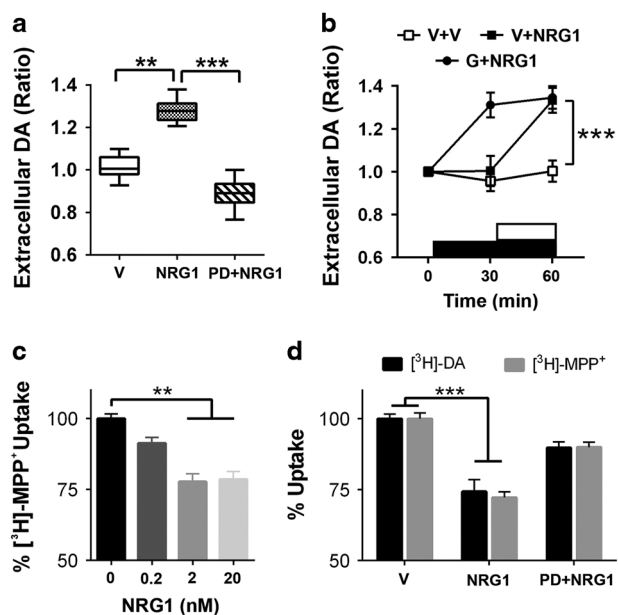 a
Extracellular DA (Ratio)
1.4
1.2
1.0
0.8
0.6
** ***
V NRG1 PD+NRG1
b
V+V V+NRG1
G+NRG1
Extracellular DA (Ratio)
1.4
1.2
1.0
0.8
0.6
***
0 30 60
Time (min)
c
% [³H]-MPP⁺ Uptake
100
75
50
**
0 0.2 2 20
NRG1 (nM)
d
[³H]-DA [³H]-MPP⁺
% Uptake
100
75
50
***
V NRG1 PD+NRG1